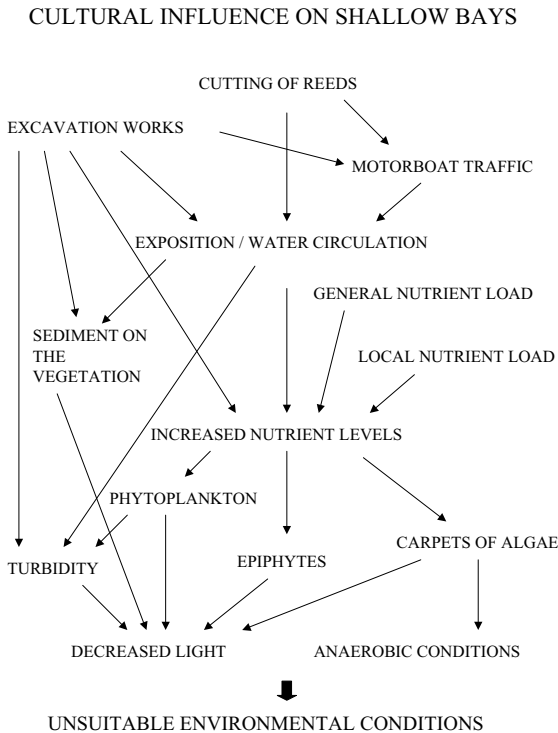 CULTURAL INFLUENCE ON SHALLOW BAYS
CUTTING OF REEDS
EXCAVATION WORKS
MOTORBOAT TRAFFIC
EXPOSITION / WATER CIRCULATION
GENERAL NUTRIENT LOAD
SEDIMENT ON
THE
VEGETATION
LOCAL NUTRIENT LOAD
INCREASED NUTRIENT LEVELS
PHYTOPLANKTON
CARPETS OF ALGAE
EPIPHYTES
TURBIDITY
DECREASED LIGHT
ANAEROBIC CONDITIONS
UNSUITABLE ENVIRONMENTAL CONDITIONS